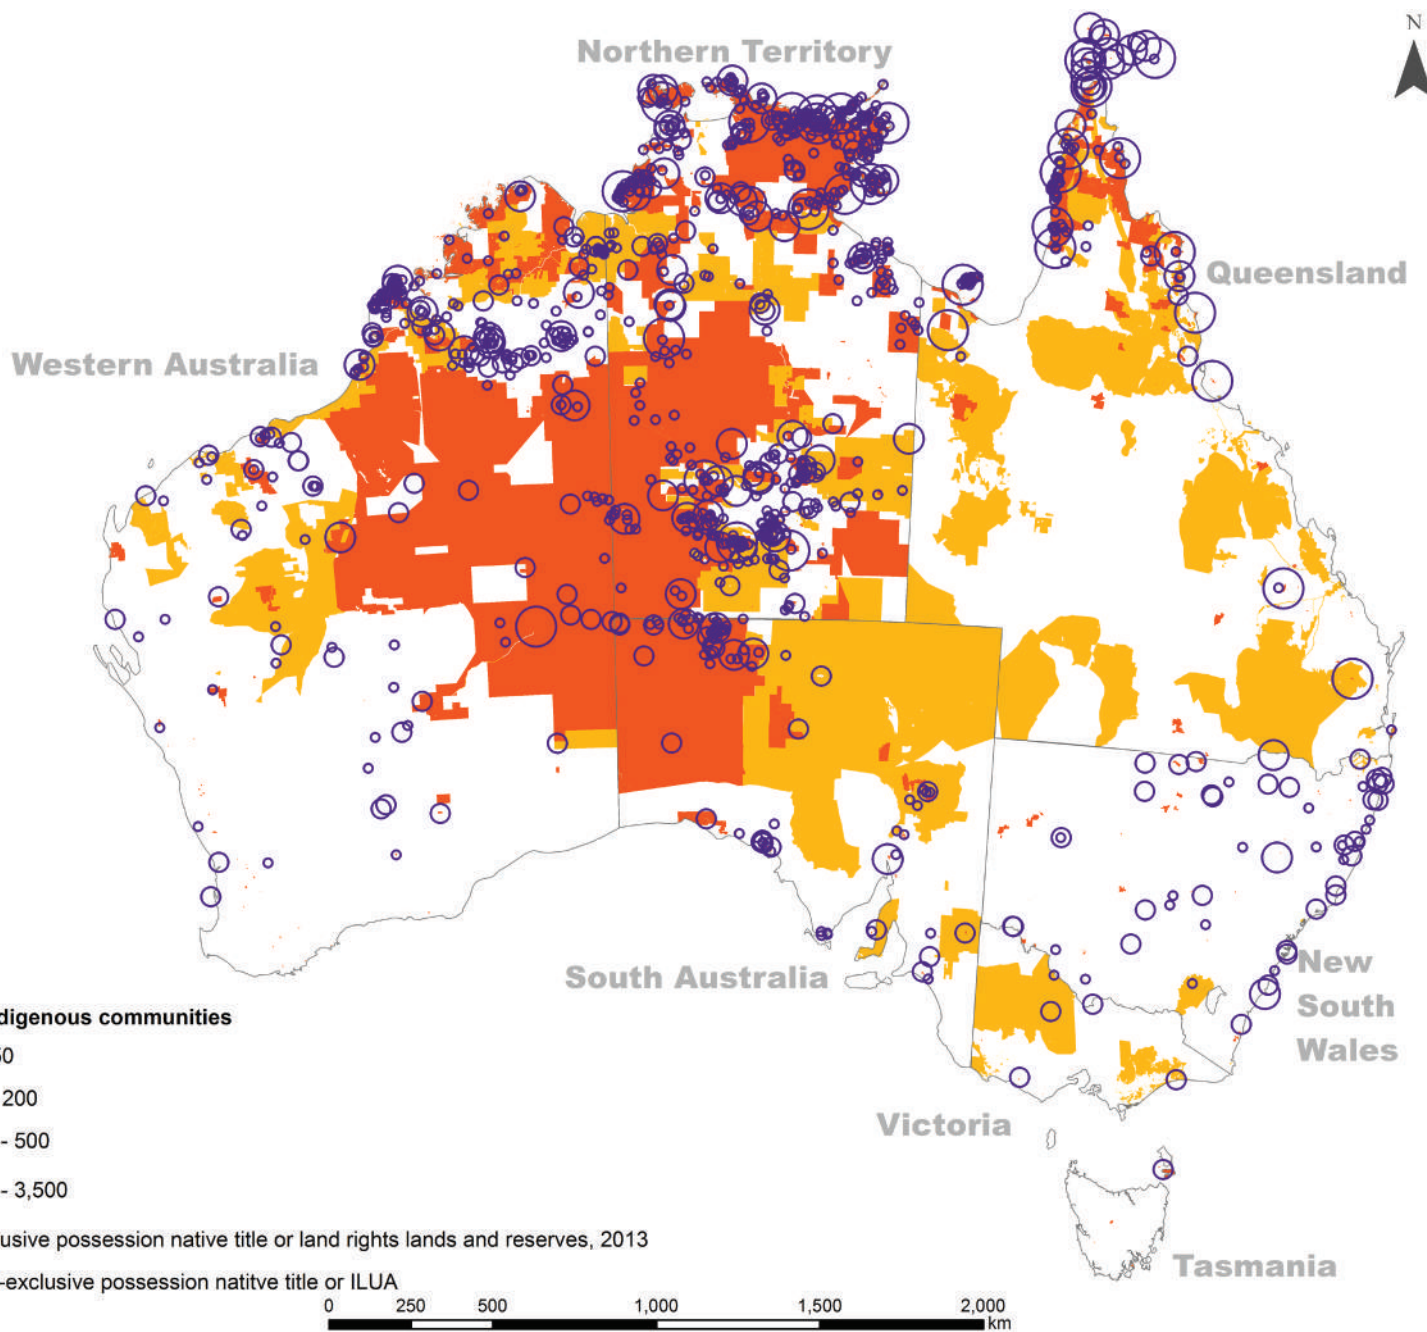 N
Northern Territory
Queensland
Western Australia
South Australia
New
South
Wales
Victoria
Tasmania
digenous communities
50
200
- 500
- 3,500
usive possession native title or land rights lands and reserves, 2013
-exclusive possession natitve title or ILUA
0 250 500 1,000 1,500 2,000
km